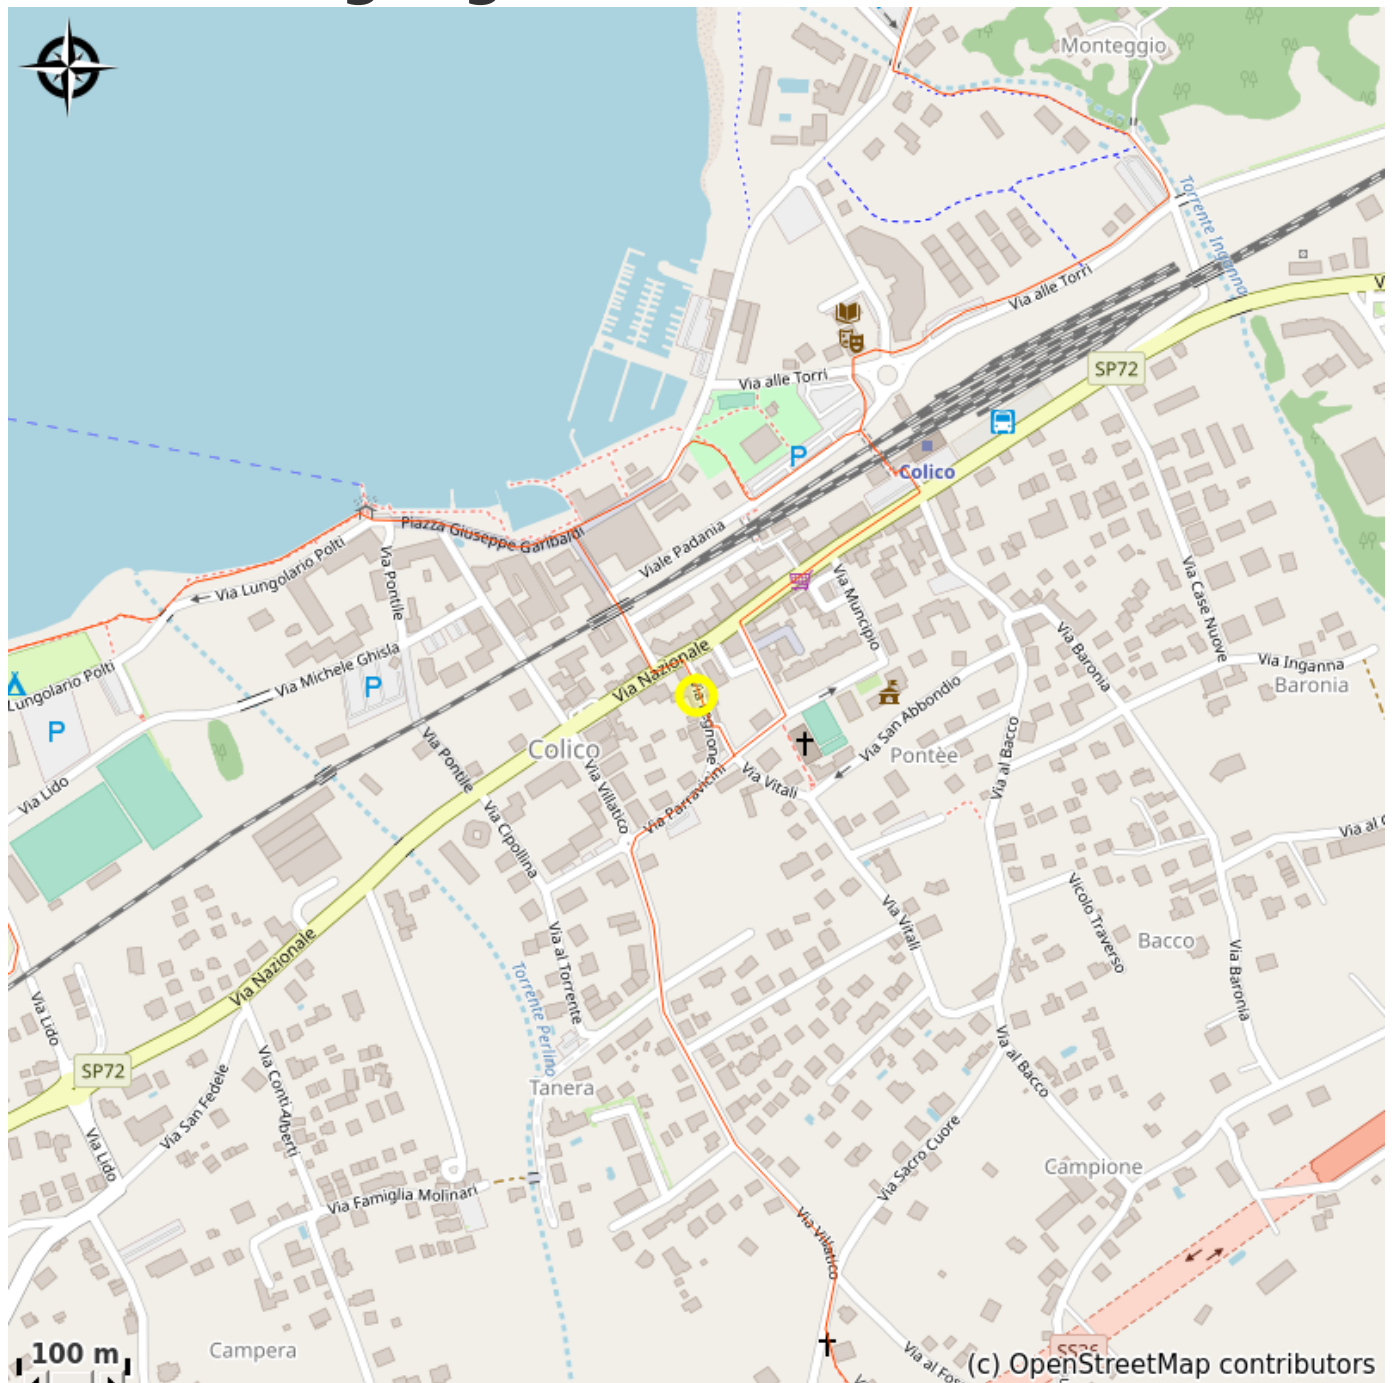 Monteggio
Torrente Inganno
Via alle Torri
SP72
Via alle Torri
P
Colico
Piazza Giuseppe Garibaldi
Viale Padania
Via Lungolario Polti
Via Pontile
Via Muncipio
Via Case Nuove
Via Baronia
Via Inganna
Baronia
Via Michele Ghisla
Via Nazionale
Lungolario Polti
P
P
Via San Abbondio
Pontèe
Colico
Via Pontile
Via Vitali
Via al Bacco
Via Lido
Via Villatico
Via Parravicini
Via Cipollina
Vicolo Traverso
Via Vitali
Bacco
Via Nazionale
Via al Torrente
Torrente Perlino
Via Baronia
Via Lido
SP72
Tanera
Via al Bacco
Via San Fedele
Via Conti Alberti
Via Lido
Via Sacro Cuore
Campione
Via Famiglia Molinari
Via Villatico
Campera
100 m
SS36
(c) OpenStreetMap contributors